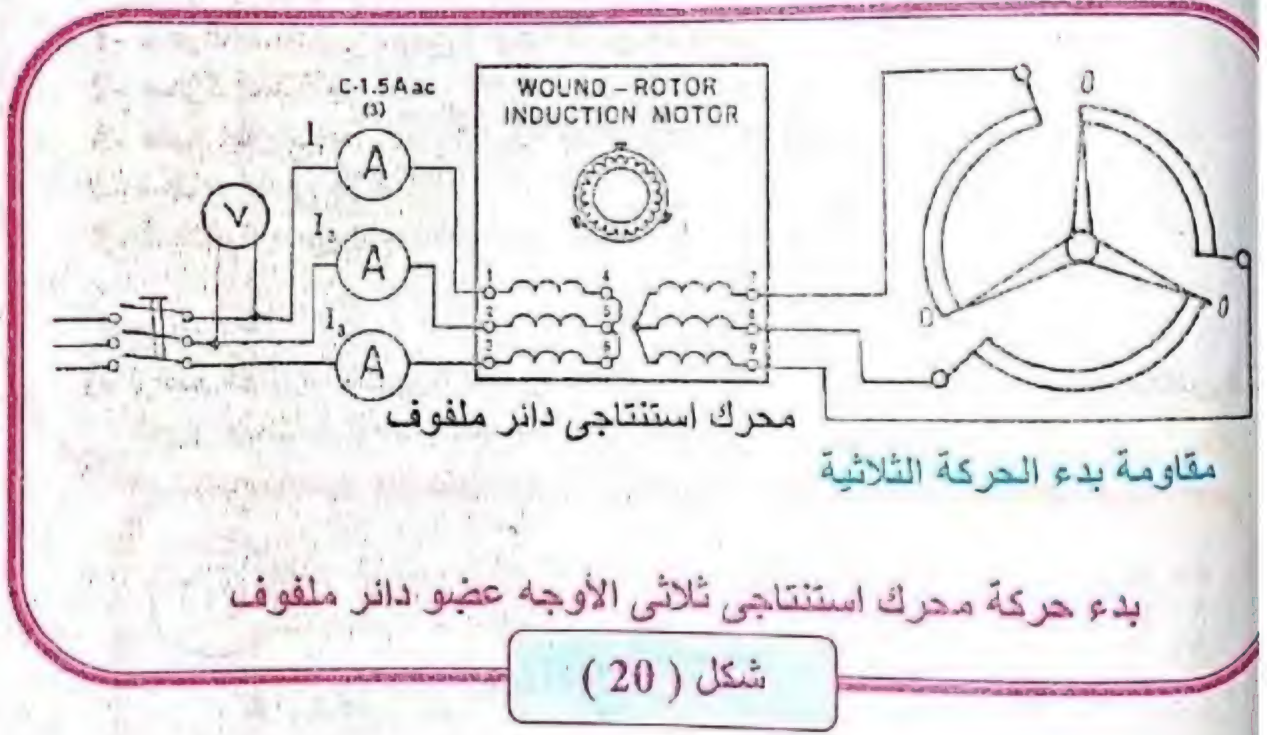 C-1.5 A ac
(3)
WOUND-ROTOR
INDUCTION MOTOR
I₁
A
V
I₂
A
I₃
A
1
4
2
5
3
6
7
8
9
0
0
0
محرك استنتاجى دائر ملفوف
مقاومة بدء الحركة الثلاثية
بدء حركة محرك استنتاجى ثلاثى الأوجه عضو دائر ملفوف
شكل ( 20 )